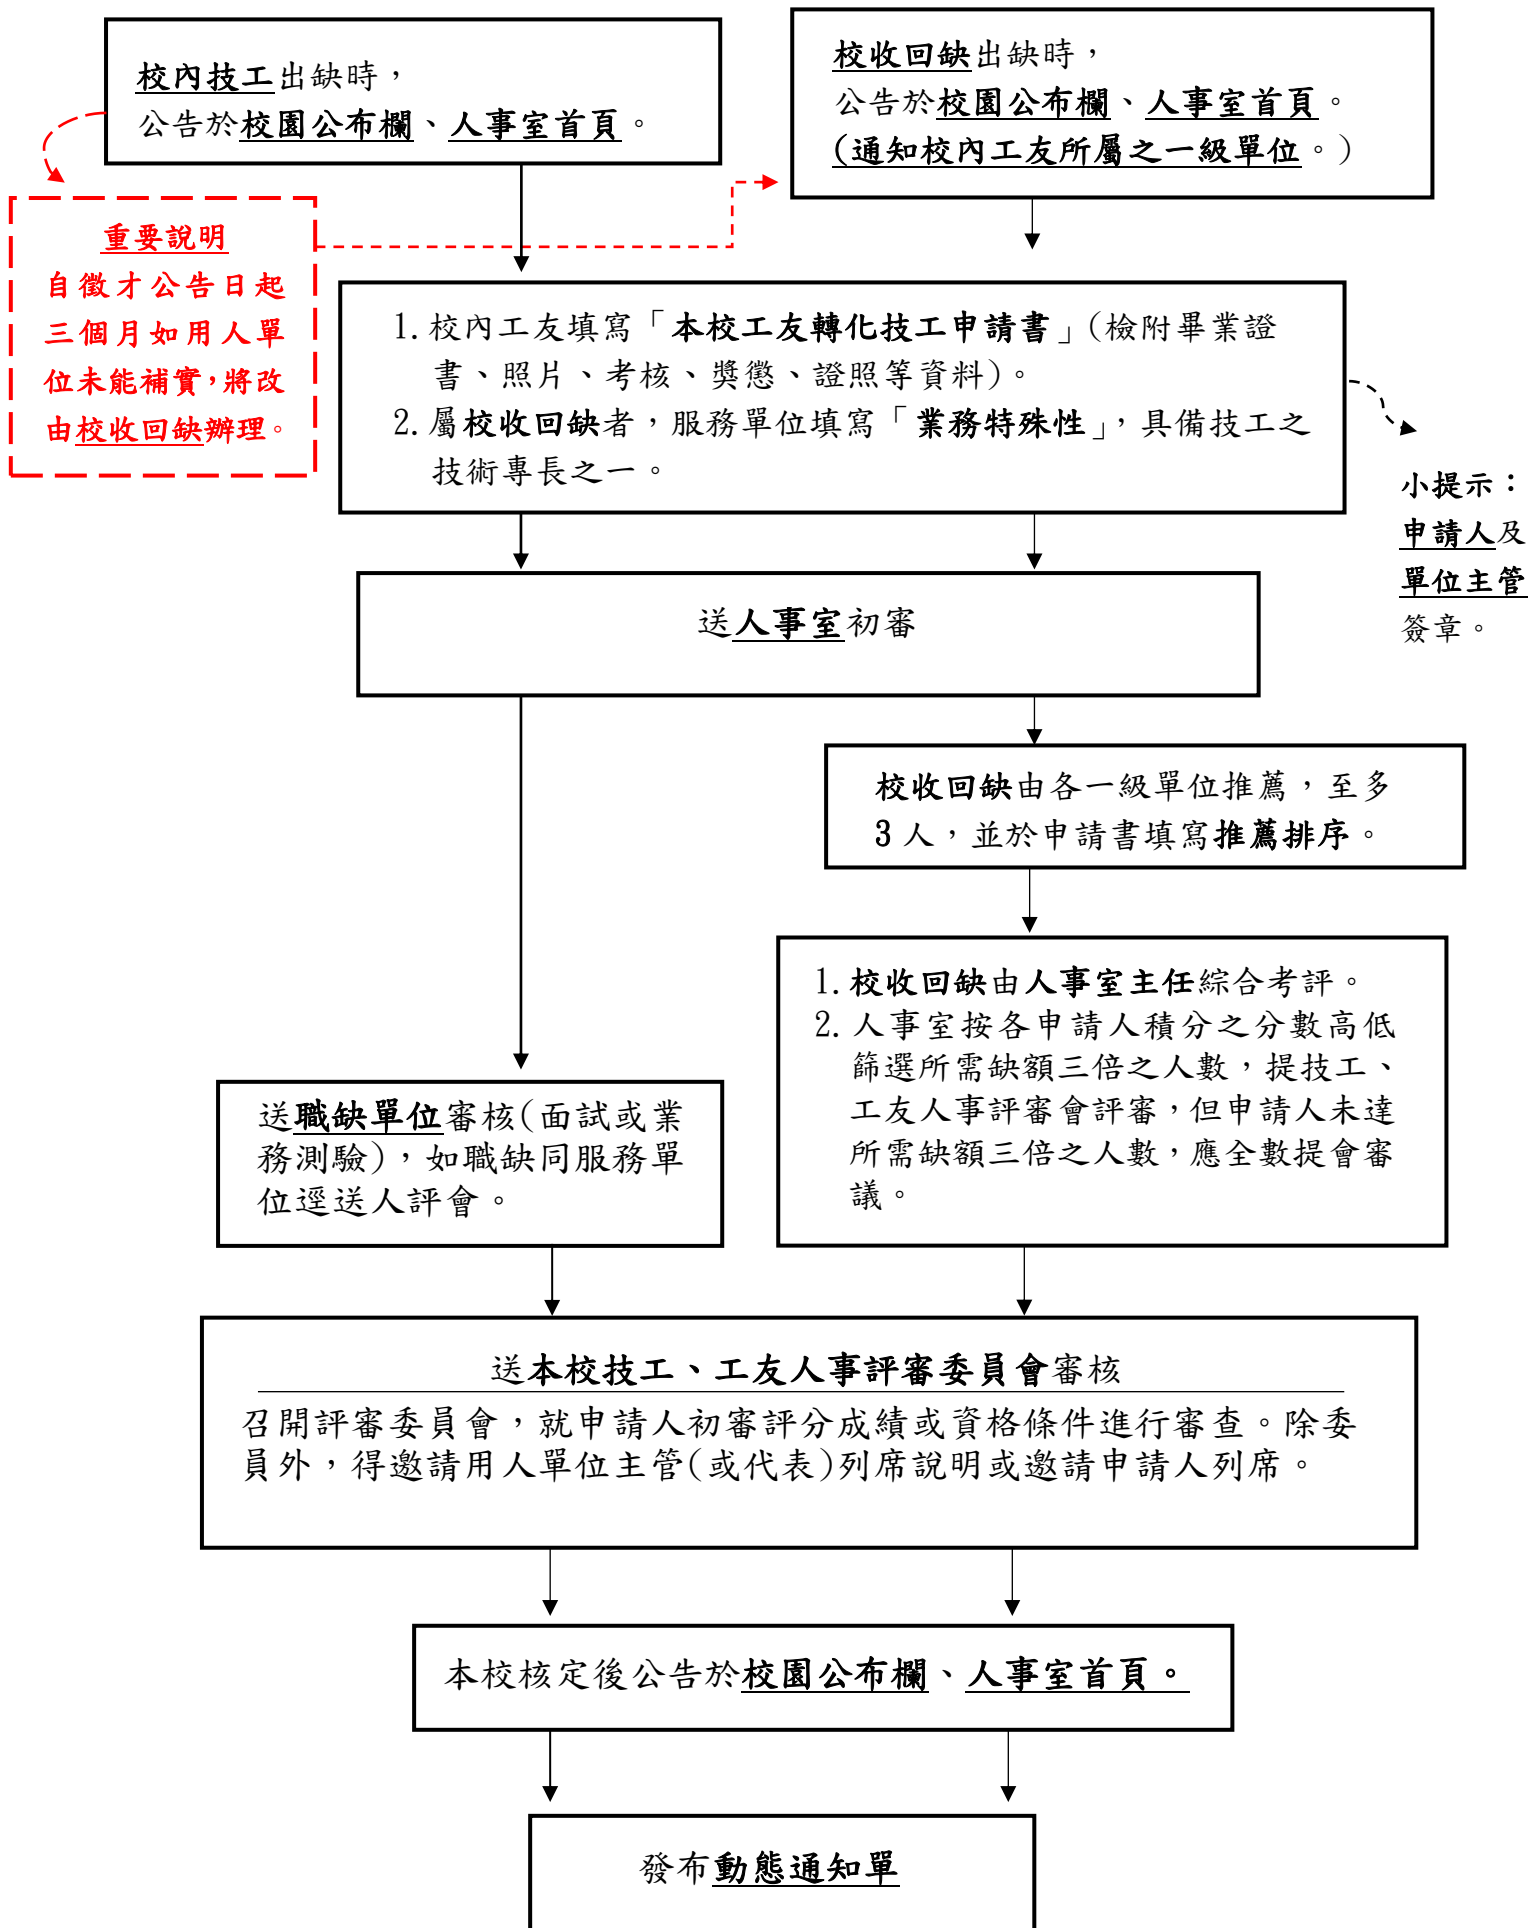 校內技工出缺時，
公告於校園公布欄、人事室首頁。
校收回缺出缺時，
公告於校園公布欄、人事室首頁。
(通知校內工友所屬之一級單位。)
重要說明
自徵才公告日起
三個月如用人單
位未能補實，將改
由校收回缺辦理。
1.校內工友填寫「本校工友轉化技工申請書」(檢附畢業證
書、照片、考核、獎懲、證照等資料)。
2.屬校收回缺者，服務單位填寫「業務特殊性」，具備技工之
技術專長之一。
小提示：
申請人及
單位主管
簽章。
送人事室初審
校收回缺由各一級單位推薦，至多
3 人，並於申請書填寫推薦排序。
1.校收回缺由人事室主任綜合考評。
2.人事室按各申請人積分之分數高低
篩選所需缺額三倍之人數，提技工、
工友人事評審會評審，但申請人未達
所需缺額三倍之人數，應全數提會審
議。
送職缺單位審核(面試或業
務測驗)，如職缺同服務單
位逕送人評會。
送本校技工、工友人事評審委員會審核
召開評審委員會，就申請人初審評分成績或資格條件進行審查。除委
員外，得邀請用人單位主管(或代表)列席說明或邀請申請人列席。
本校核定後公告於校園公布欄、人事室首頁。
發布動態通知單